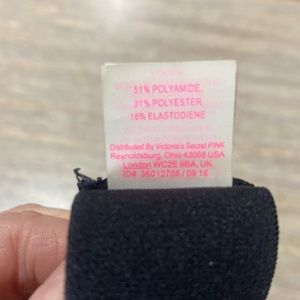 51% POLYAMIDE,
31% POLYESTER,
18% ELASTODIENE
Distributed By Victoria's Secret PINK
Reynoldsburg, Ohio 43068 USA
London WC2E 9BA, UK
ID# 36012706 / 09 16